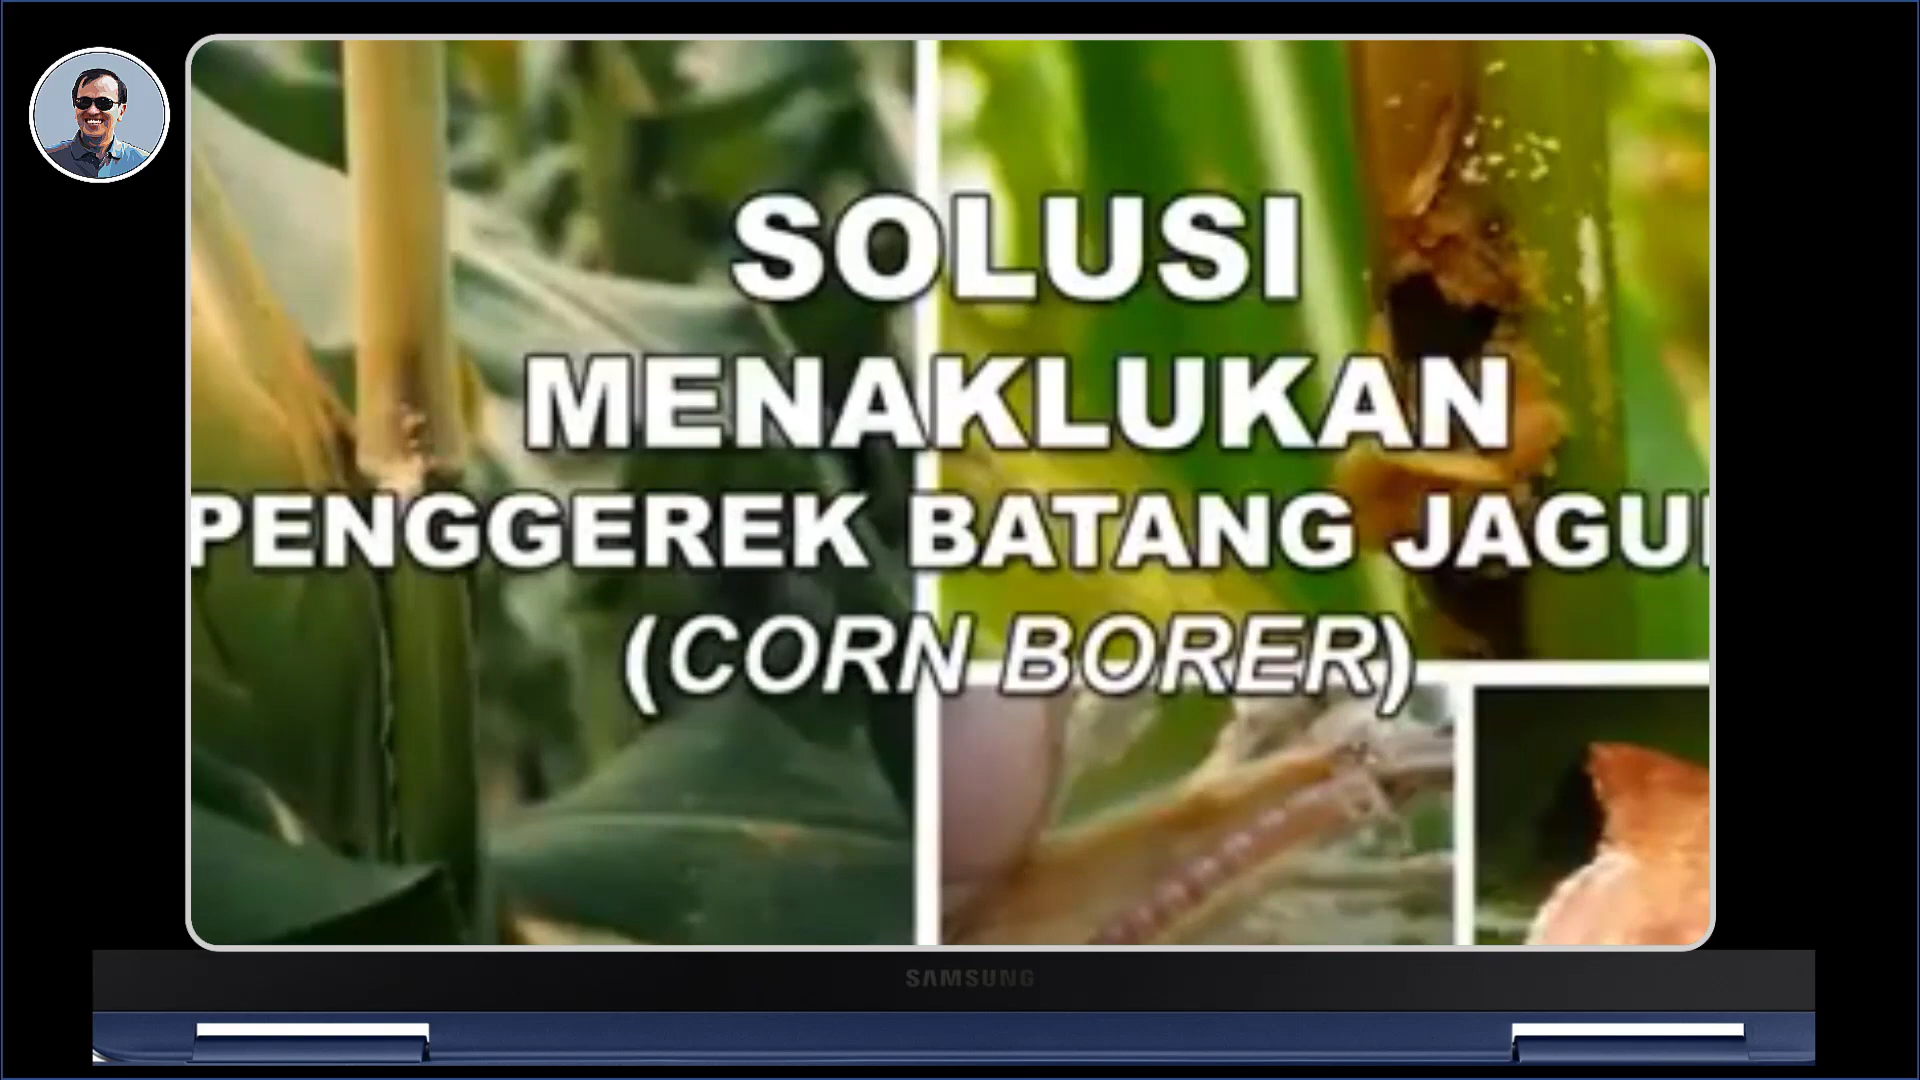 SOLUSI
MENAKLUKAN
PENGGEREK BATANG JAGU
(CORN BORER)
SAMSUNG